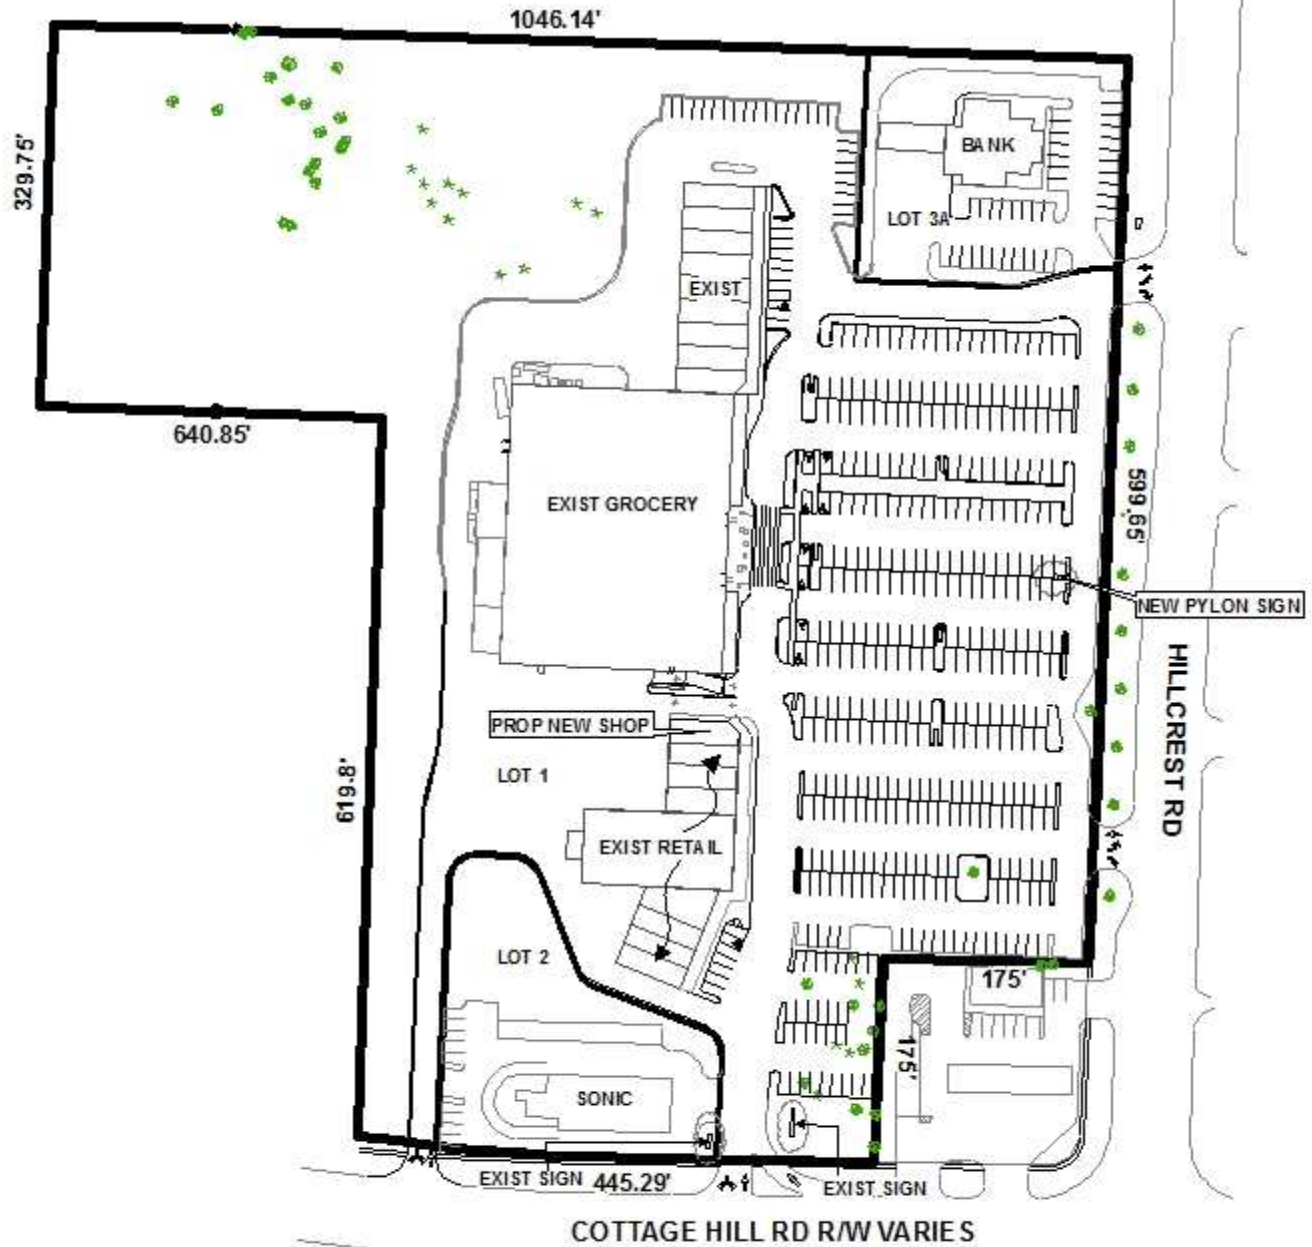 1046.14'
329.75'
BANK
LOT 3A
EXIST
640.85'
EXIST GROCERY
599.65'
NEW PYLON SIGN
HILLCREST RD
PROP NEW SHOP
LOT 1
619.8'
EXIST RETAIL
LOT 2
175'
175'
SONIC
EXIST SIGN
445.29'
EXIST SIGN
COTTAGE HILL RD R/W VARIES